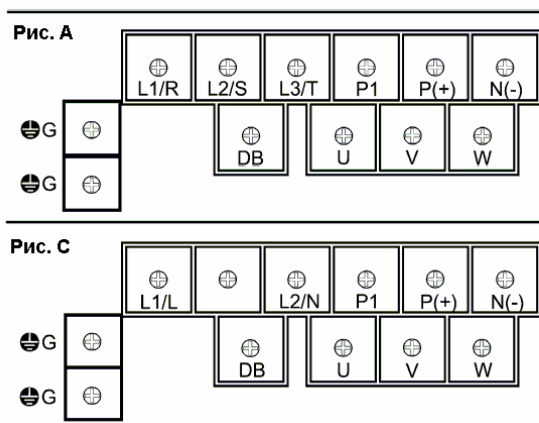 Рис. А
L1/R L2/S L3/T P1 P(+) N(-)
G DB U V W
G
Рис. С
L1/L L2/N P1 P(+) N(-)
G DB U V W
G